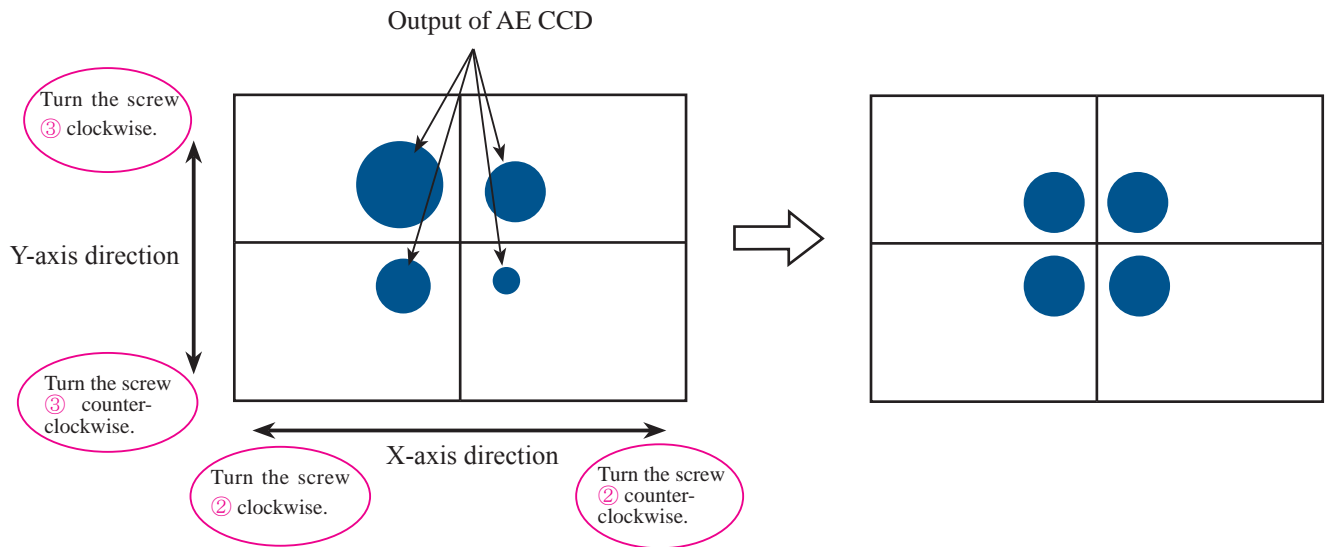 Output of AE CCD
Turn the screw
③ clockwise.
Y-axis direction
Turn the screw
③ counter-
clockwise.
X-axis direction
Turn the screw
② clockwise.
Turn the screw
② counter-
clockwise.